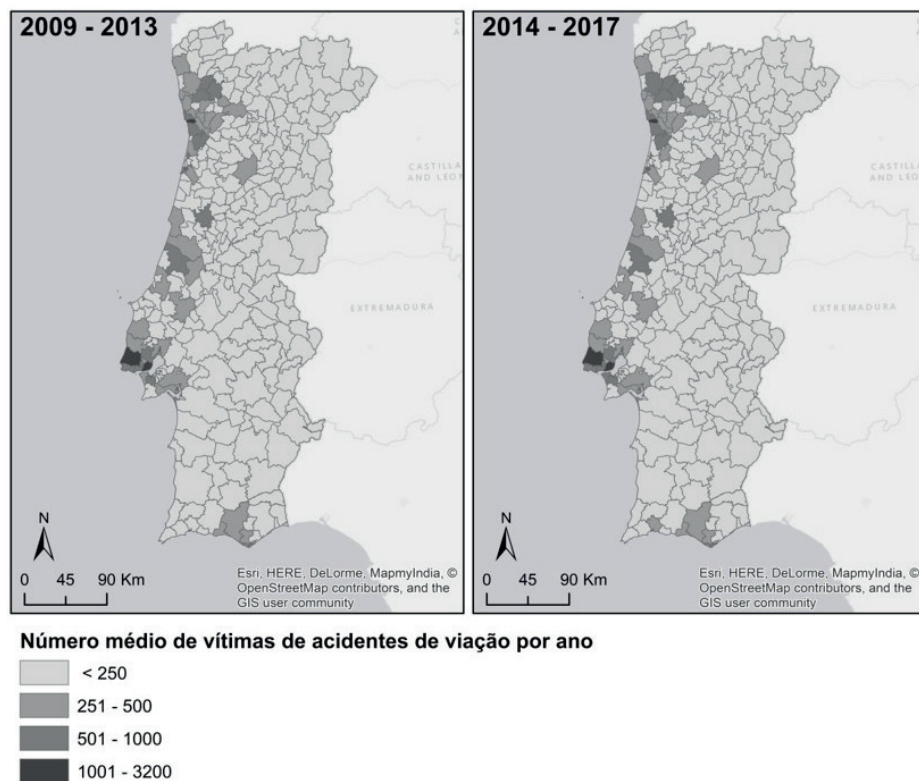 2009 - 2013
CASTILLA
AND LEO
EXTREMADURA
N
0 45 90 Km
Esri, HERE, DeLorme, MapmyIndia, ©
OpenStreetMap contributors, and the
GIS user community
2014 - 2017
CASTILLA
AND LEON
EXTREMADURA
N
0 45 90 Km
Esri, HERE, DeLorme, MapmyIndia, ©
OpenStreetMap contributors, and the
GIS user community
Número médio de vítimas de acidentes de viação por ano
< 250
251 - 500
501 - 1000
1001 - 3200